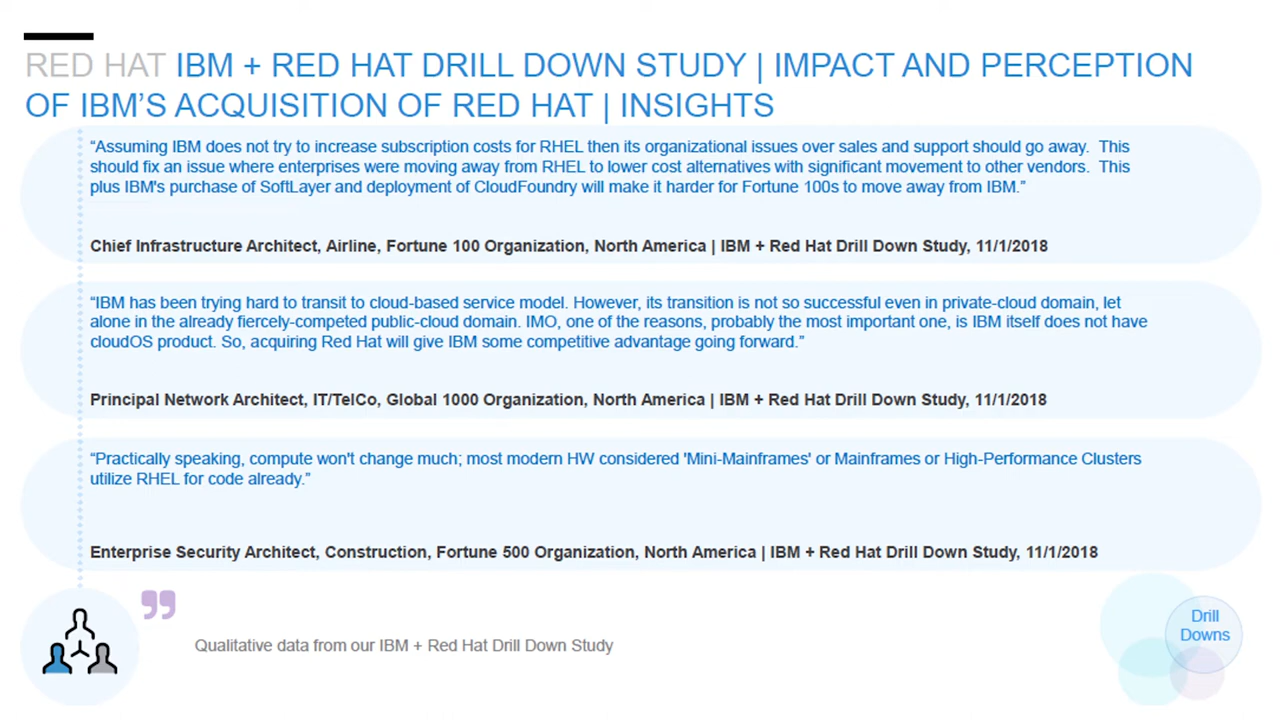 RED HAT IBM + RED HAT DRILL DOWN STUDY | IMPACT AND PERCEPTION
OF IBM'S ACQUISITION OF RED HAT | INSIGHTS
“Assuming IBM does not try to increase subscription costs for RHEL then its organizational issues over sales and support should go away.  This
should fix an issue where enterprises were moving away from RHEL to lower cost alternatives with significant movement to other vendors.  This
plus IBM's purchase of SoftLayer and deployment of CloudFoundry will make it harder for Fortune 100s to move away from IBM.”
Chief Infrastructure Architect, Airline, Fortune 100 Organization, North America | IBM + Red Hat Drill Down Study, 11/1/2018
“IBM has been trying hard to transit to cloud-based service model. However, its transition is not so successful even in private-cloud domain, let
alone in the already fiercely-competed public-cloud domain. IMO, one of the reasons, probably the most important one, is IBM itself does not have
cloudOS product. So, acquiring Red Hat will give IBM some competitive advantage going forward.”
Principal Network Architect, IT/TelCo, Global 1000 Organization, North America | IBM + Red Hat Drill Down Study, 11/1/2018
“Practically speaking, compute won't change much; most modern HW considered 'Mini-Mainframes' or Mainframes or High-Performance Clusters
utilize RHEL for code already.”
Enterprise Security Architect, Construction, Fortune 500 Organization, North America | IBM + Red Hat Drill Down Study, 11/1/2018
Qualitative data from our IBM + Red Hat Drill Down Study
Drill
Downs